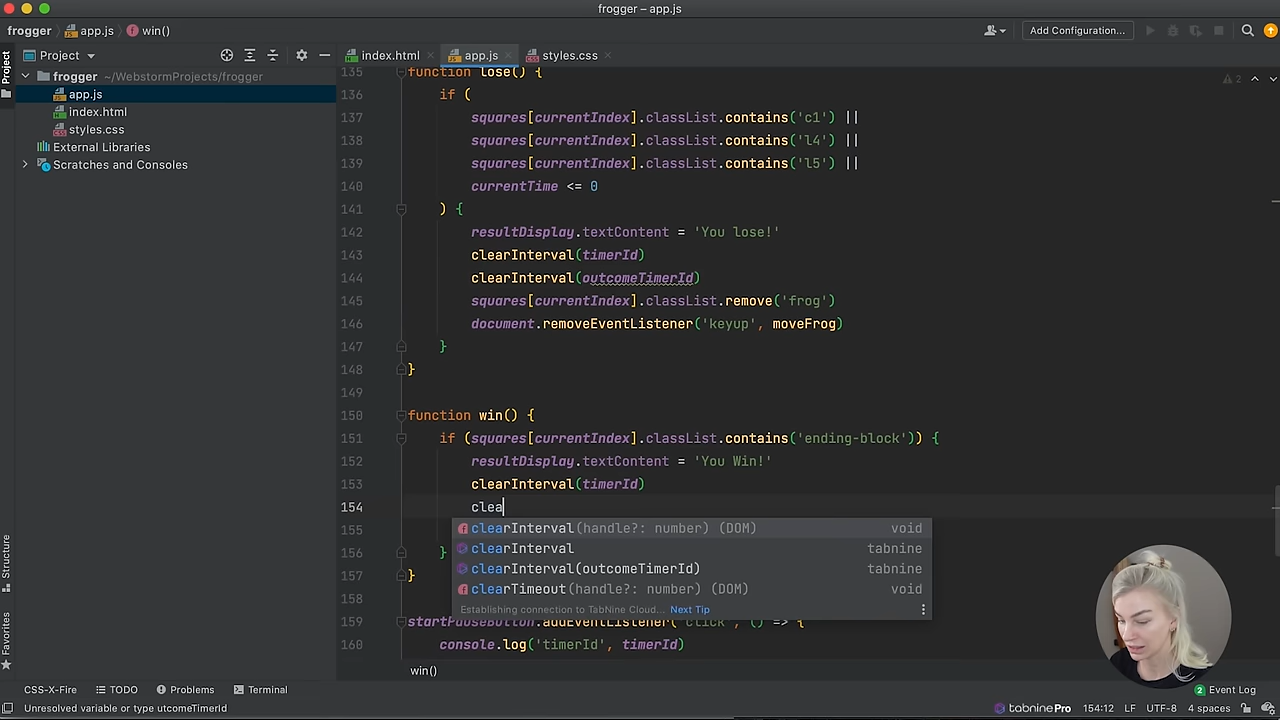 frogger – app.js
frogger app.js win()
Add Configuration...
Project
Project
index.html
app.js
styles.css
frogger ~/WebstormProjects/frogger
app.js
index.html
styles.css
External Libraries
Scratches and Consoles
2
135 function lose() {
136 if (
137 squares[currentIndex].classList.contains('c1') ||
138 squares[currentIndex].classList.contains('l4') ||
139 squares[currentIndex].classList.contains('l5') ||
140 currentTime <= 0
141 ) {
142 resultDisplay.textContent = 'You lose!'
143 clearInterval(timerId)
144 clearInterval(outcomeTimerId)
145 squares[currentIndex].classList.remove('frog')
146 document.removeEventListener('keyup', moveFrog)
147 }
148 }
149
150 function win() {
151 if (squares[currentIndex].classList.contains('ending-block')) {
152 resultDisplay.textContent = 'You Win!'
153 clearInterval(timerId)
154 clea
clearInterval(handle?: number) (DOM) void
155
clearInterval tabnine
156 }
clearInterval(outcomeTimerId) tabnine
157 }
clearTimeout(handle?: number) (DOM) void
158
Establishing connection to TabNine Cloud... Next Tip
159 startPauseButton.addEventListener('click', () => {
160 console.log('timerId', timerId)
win()
Structure
Favorites
CSS-X-Fire
TODO
Problems
Terminal
2 Event Log
Unresolved variable or type utcomeTimerId
tabnine Pro
154:12
LF
UTF-8
4 spaces